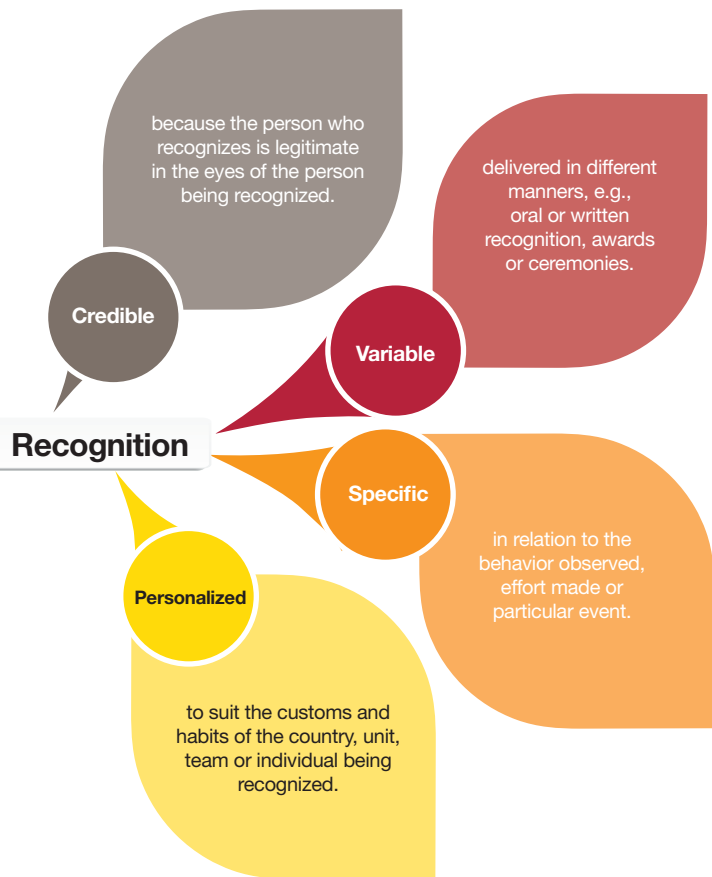 Recognition
Credible
because the person who
recognizes is legitimate
in the eyes of the person
being recognized.
Variable
delivered in different
manners, e.g.,
oral or written
recognition, awards
or ceremonies.
Specific
in relation to the
behavior observed,
effort made or
particular event.
Personalized
to suit the customs and
habits of the country, unit,
team or individual being
recognized.